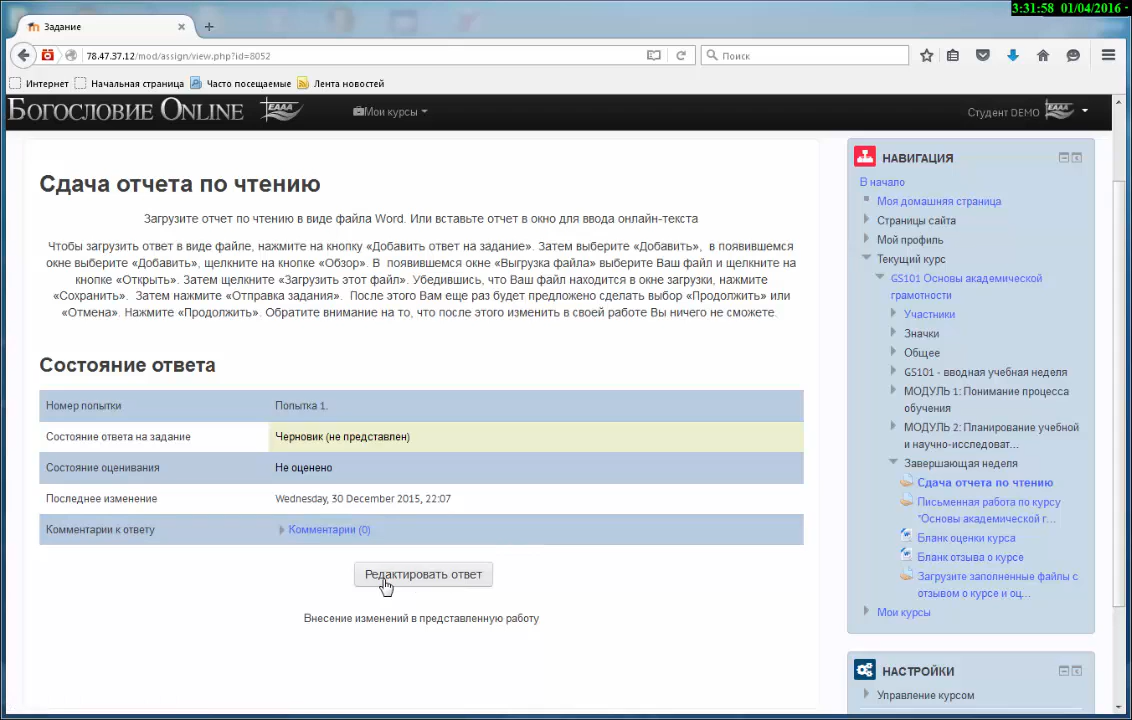 3:31:58 01/04/2016
Задание
78.47.37.12/mod/assign/view.php?id=8052
Поиск
Интернет Начальная страница Часто посещаемые Лента новостей
БОГОСЛОВИЕ ONLINE ЕААА Мои курсы Студент DEMO ЕААА
Сдача отчета по чтению
Загрузите отчет по чтению в виде файла Word. Или вставьте отчет в окно для ввода онлайн-текста
Чтобы загрузить ответ в виде файле, нажмите на кнопку «Добавить ответ на задание». Затем выберите «Добавить», в появившемся
окне выберите «Добавить», щелкните на кнопке «Обзор». В появившемся окне «Выгрузка файла» выберите Ваш файл и щелкните на
кнопке «Открыть». Затем щелкните «Загрузить этот файл». Убедившись, что Ваш файл находится в окне загрузки, нажмите
«Сохранить». Затем нажмите «Отправка задания». После этого Вам еще раз будет предложено сделать выбор «Продолжить» или
«Отмена». Нажмите «Продолжить». Обратите внимание на то, что после этого изменить в своей работе Вы ничего не сможете.
Состояние ответа
Номер попытки Попытка 1.
Состояние ответа на задание Черновик (не представлен)
Состояние оценивания Не оценено
Последнее изменение Wednesday, 30 December 2015, 22:07
Комментарии к ответу Комментарии (0)
Редактировать ответ
Внесение изменений в представленную работу
НАВИГАЦИЯ
В начало
Моя домашняя страница
Страницы сайта
Мой профиль
Текущий курс
GS101 Основы академической
грамотности
Участники
Значки
Общее
GS101 - вводная учебная неделя
МОДУЛЬ 1: Понимание процесса
обучения
МОДУЛЬ 2: Планирование учебной
и научно-исследоват...
Завершающая неделя
Сдача отчета по чтению
Письменная работа по курсу
"Основы академической г...
Бланк оценки курса
Бланк отзыва о курсе
Загрузите заполненные файлы с
отзывом о курсе и оц...
Мои курсы
НАСТРОЙКИ
Управление курсом